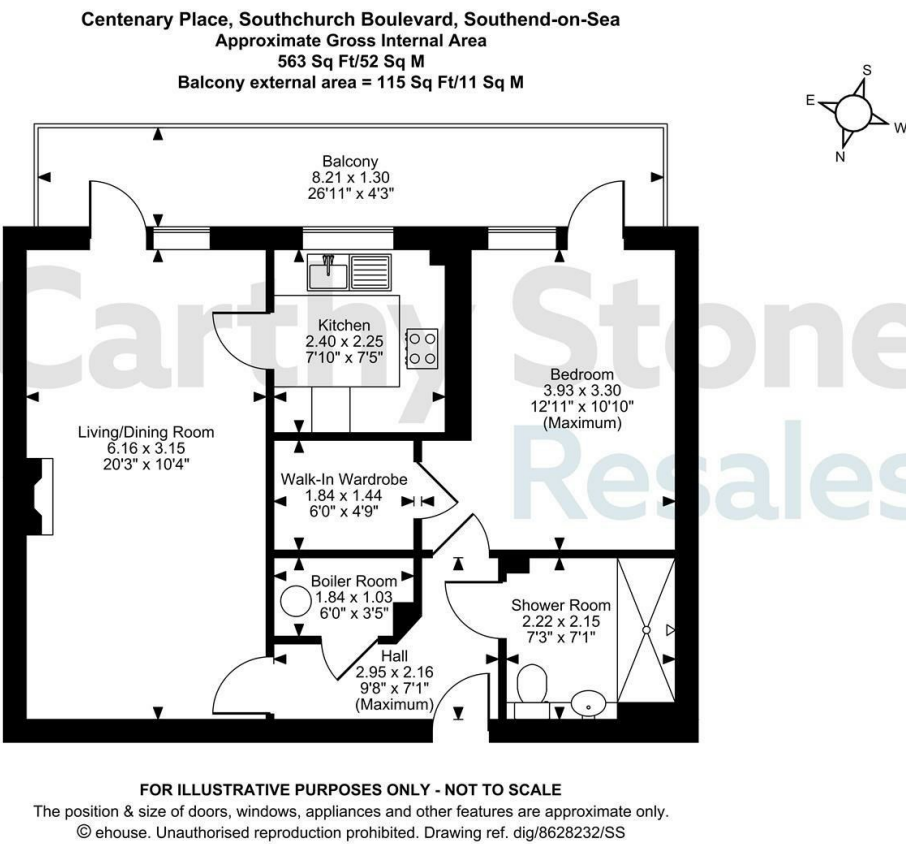 Centenary Place, Southchurch Boulevard, Southend-on-Sea
Approximate Gross Internal Area
563 Sq Ft/52 Sq M
Balcony external area = 115 Sq Ft/11 Sq M
S
E
W
N
Balcony
8.21 x 1.30
26'11" x 4'3"
Carthy Stone
Resales
Kitchen
2.40 x 2.25
7'10" x 7'5"
Bedroom
3.93 x 3.30
12'11" x 10'10"
(Maximum)
Living/Dining Room
6.16 x 3.15
20'3" x 10'4"
Walk-In Wardrobe
1.84 x 1.44
6'0" x 4'9"
Boiler Room
1.84 x 1.03
6'0" x 3'5"
Shower Room
2.22 x 2.15
7'3" x 7'1"
Hall
2.95 x 2.16
9'8" x 7'1"
(Maximum)
FOR ILLUSTRATIVE PURPOSES ONLY - NOT TO SCALE
The position & size of doors, windows, appliances and other features are approximate only.
© ehouse. Unauthorised reproduction prohibited. Drawing ref. dig/8628232/SS